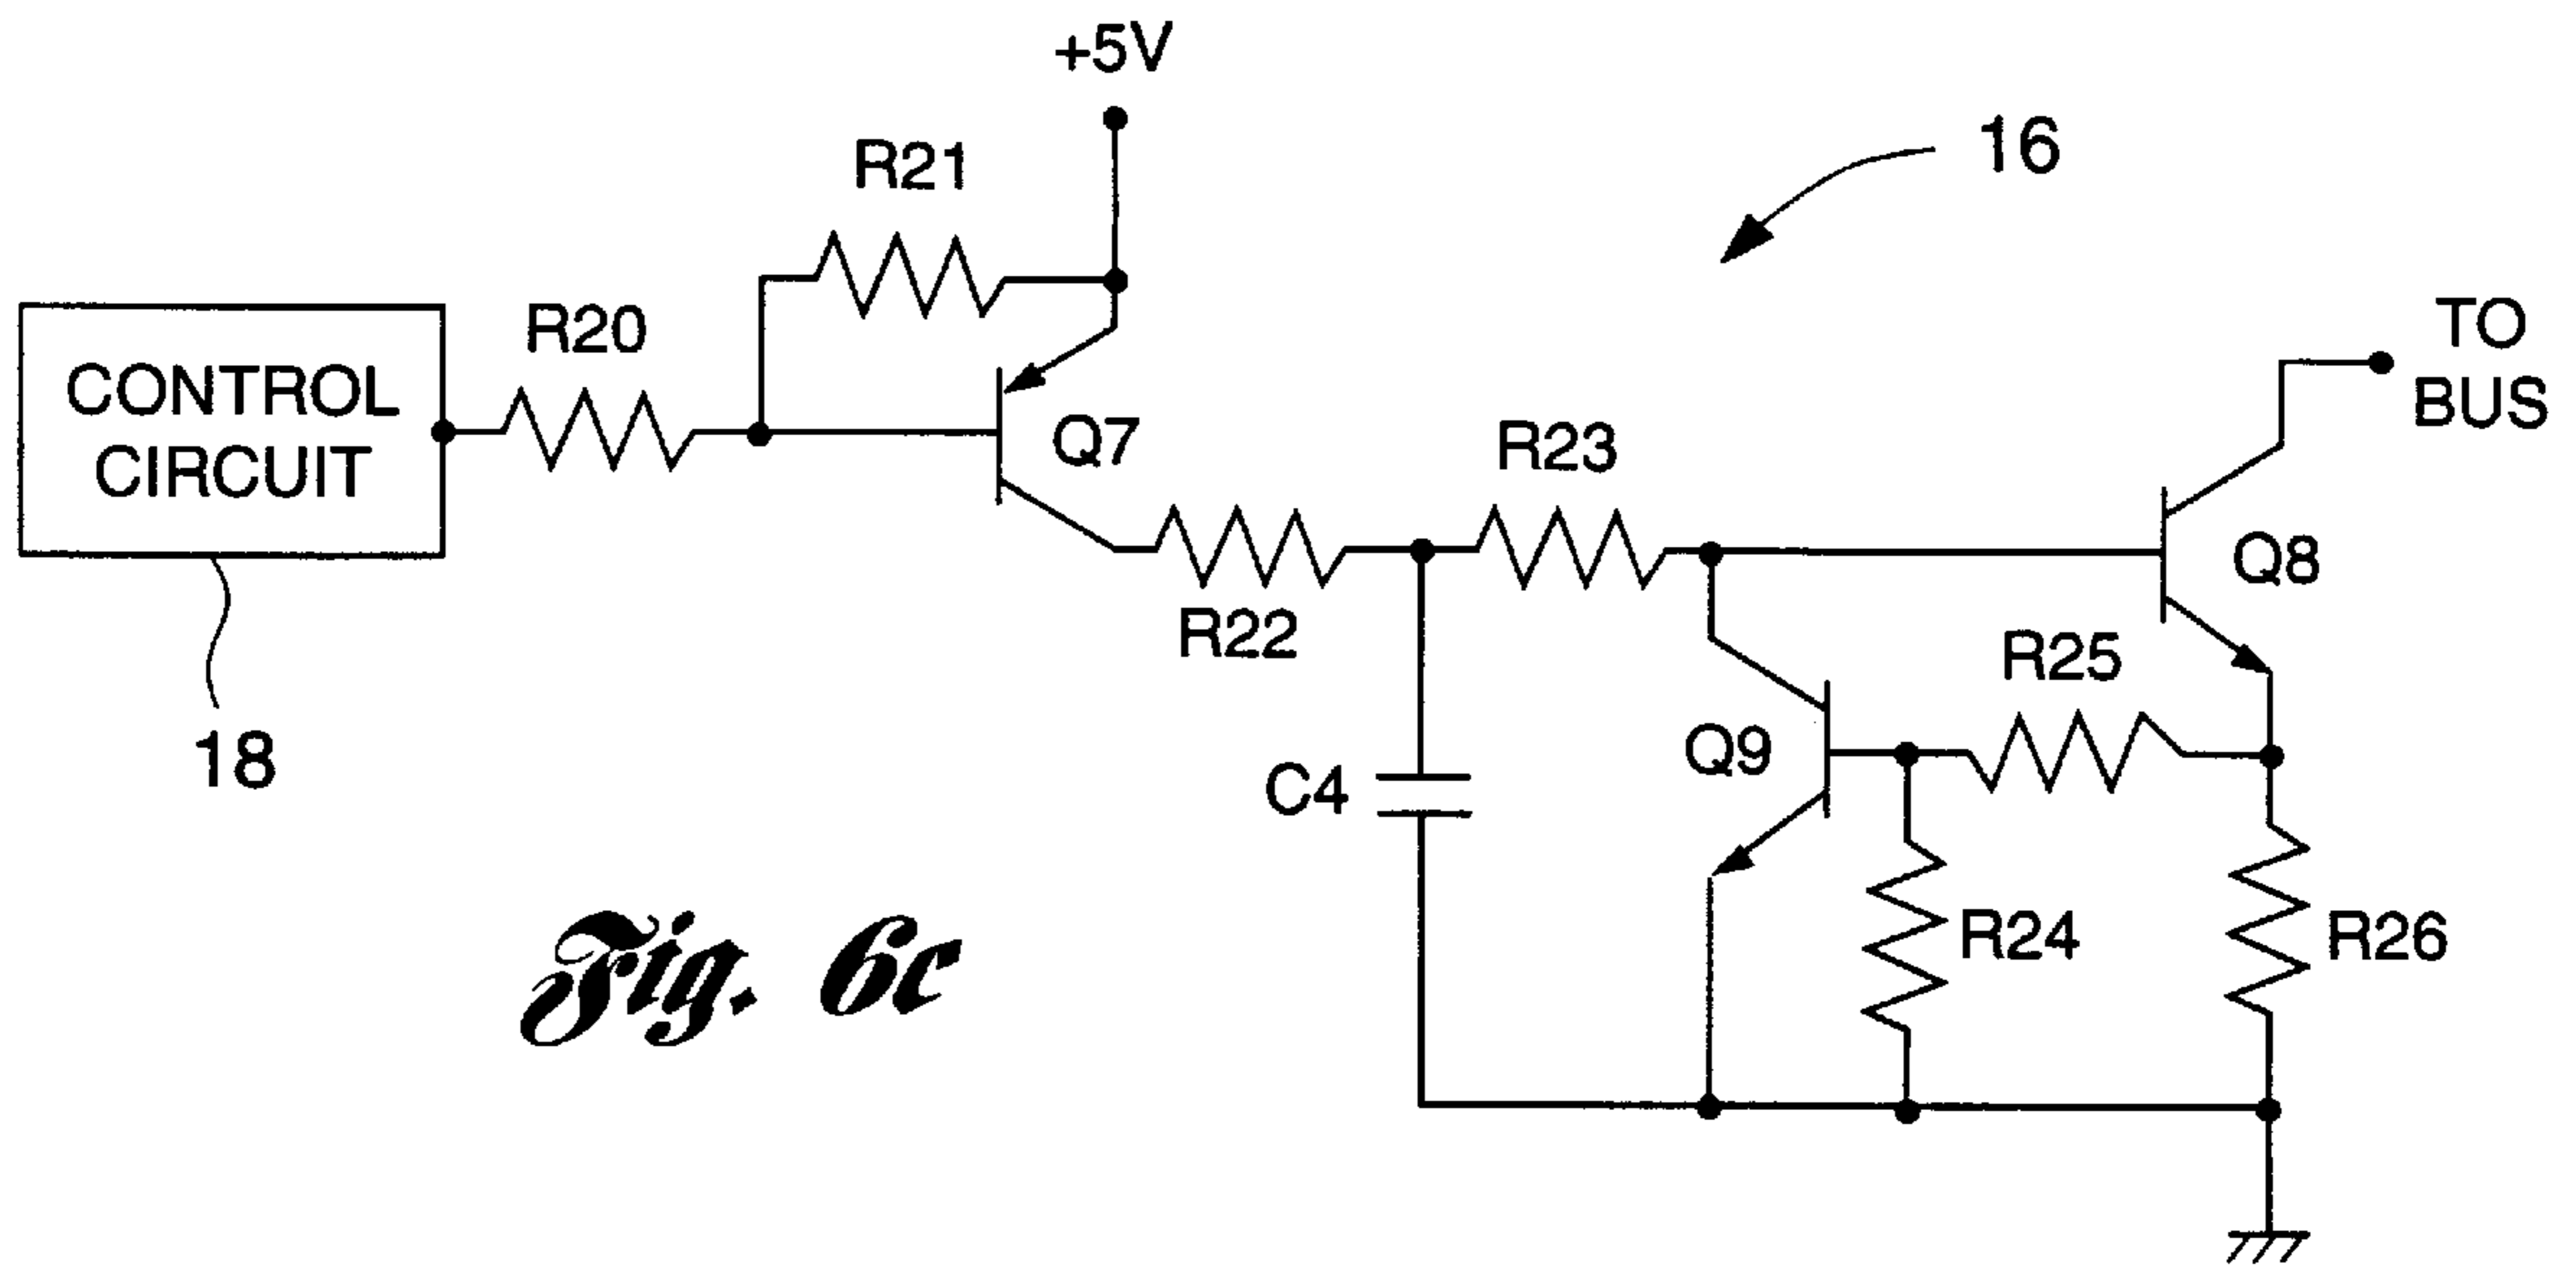 +5V
R21
16
R20
TO
BUS
CONTROL
CIRCUIT
Q7
R23
Q8
R22
R25
18
Q9
C4
R24
R26
Fig. 6c